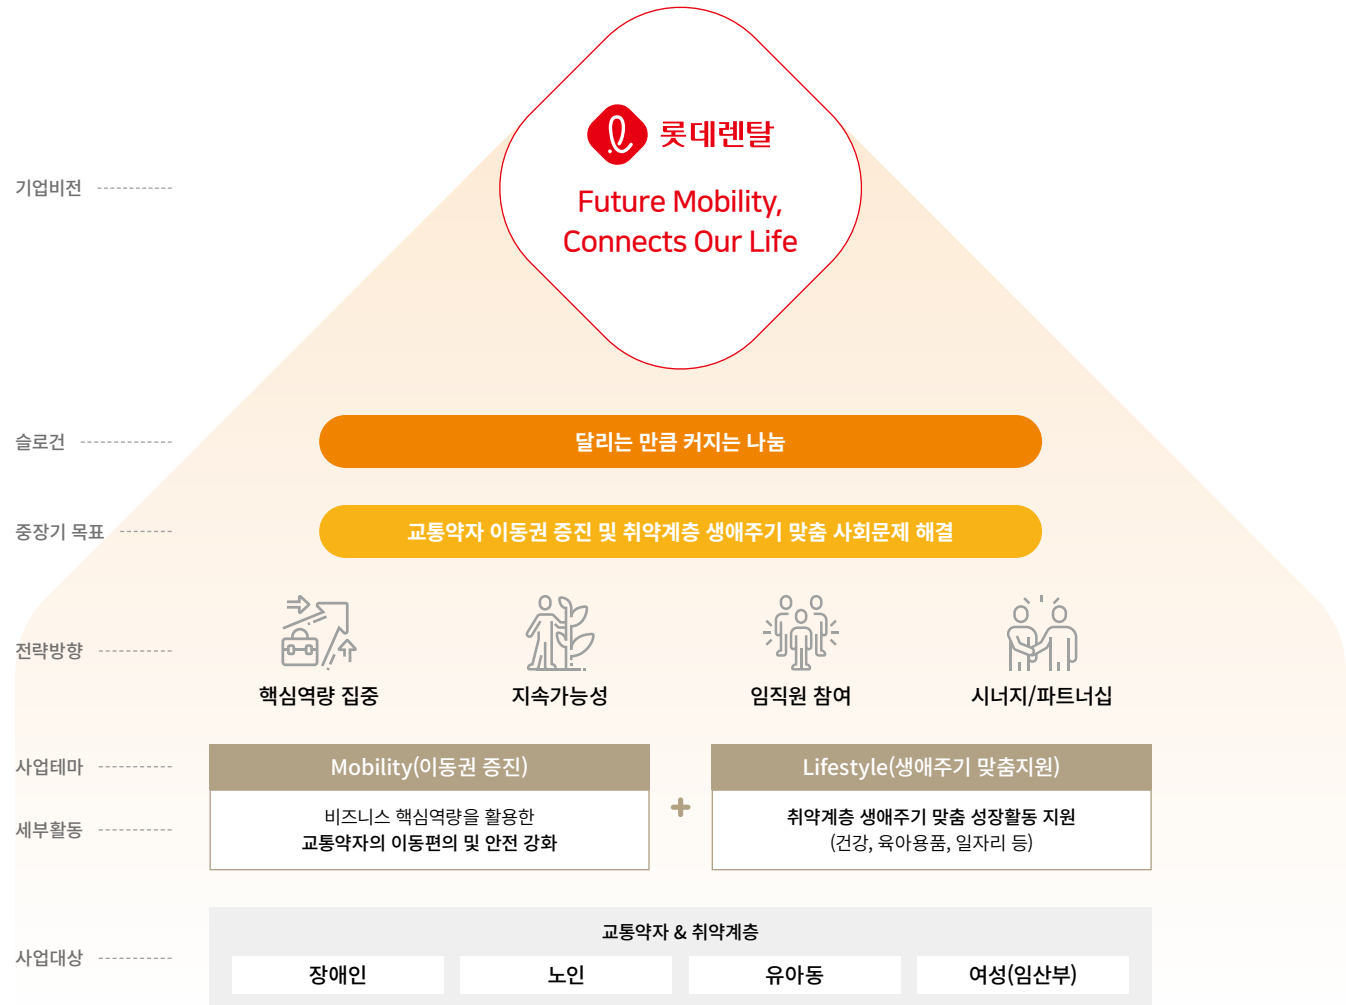 롯데렌탈
기업비전
Future Mobility,
Connects Our Life
슬로건
달리는 만큼 커지는 나눔
중장기 목표
교통약자 이동권 증진 및 취약계층 생애주기 맞춤 사회문제 해결
전략방향
핵심역량 집중
지속가능성
임직원 참여
시너지/파트너십
사업테마
Mobility(이동권 증진)
Lifestyle(생애주기 맞춤지원)
세부활동
비즈니스 핵심역량을 활용한
교통약자의 이동편의 및 안전 강화
+
취약계층 생애주기 맞춤 성장활동 지원
(건강, 육아용품, 일자리 등)
사업대상
교통약자 & 취약계층
장애인
노인
유아동
여성(임산부)